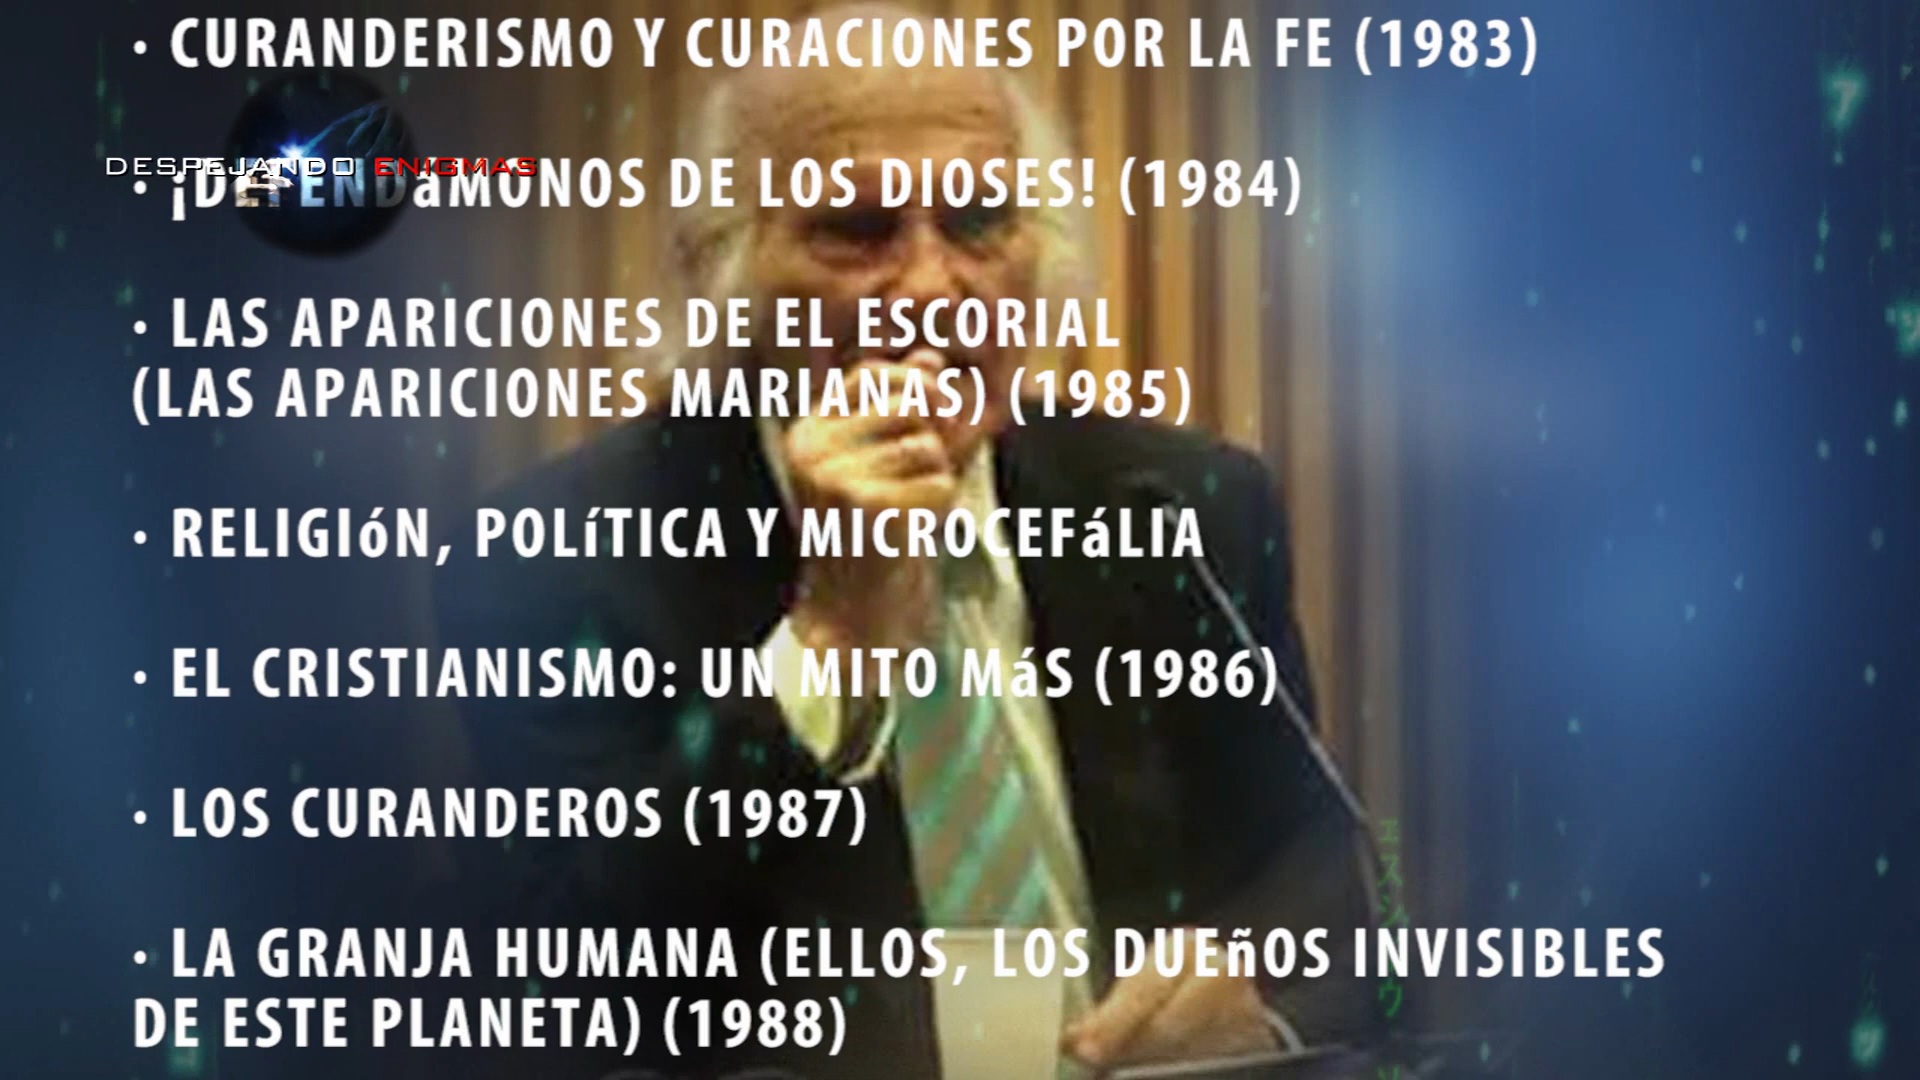 • CURANDERISMO Y CURACIONES POR LA FE (1983)
DESPEJANDO ENIGMAS
• ¡DEFENDáMONOS DE LOS DIOSES! (1984)
• LAS APARICIONES DE EL ESCORIAL
(LAS APARICIONES MARIANAS) (1985)
• RELIGIóN, POLíTICA Y MICROCEFáLIA
• EL CRISTIANISMO: UN MITO MáS (1986)
• LOS CURANDEROS (1987)
• LA GRANJA HUMANA (ELLOS, LOS DUEñOS INVISIBLES
DE ESTE PLANETA) (1988)